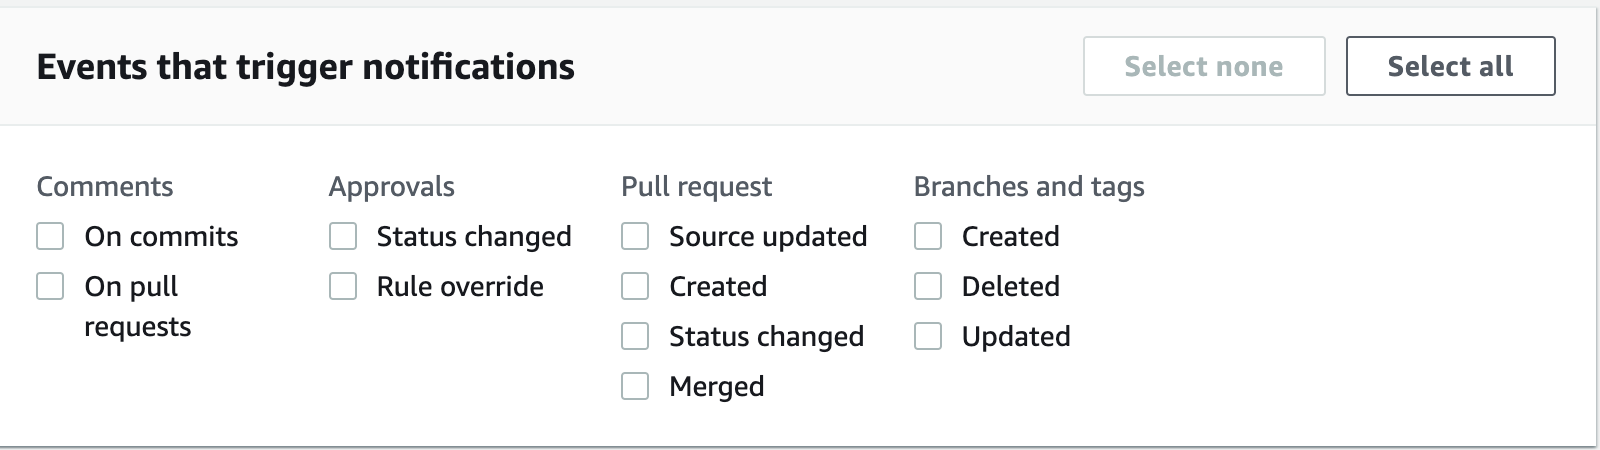 Events that trigger notifications
Select none
Select all
Comments
On commits
On pull
requests
Approvals
Status changed
Rule override
Pull request
Source updated
Created
Status changed
Merged
Branches and tags
Created
Deleted
Updated